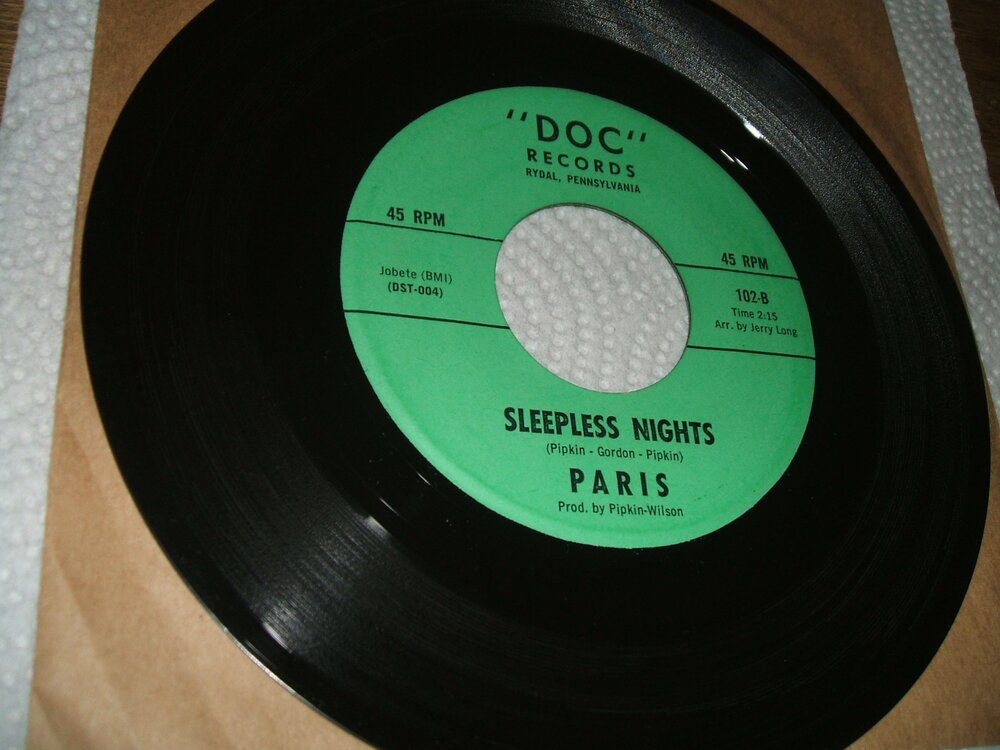 "DOC"
RECORDS
RYDAL, PENNSYLVANIA
45 RPM
Jobete (BMI)
(DST-004)
45 RPM
102-B
Time 2:15
Arr. by Jerry Long
SLEEPLESS NIGHTS
(Pipkin - Gordon - Pipkin)
PARIS
Prod. by Pipkin-Wilson